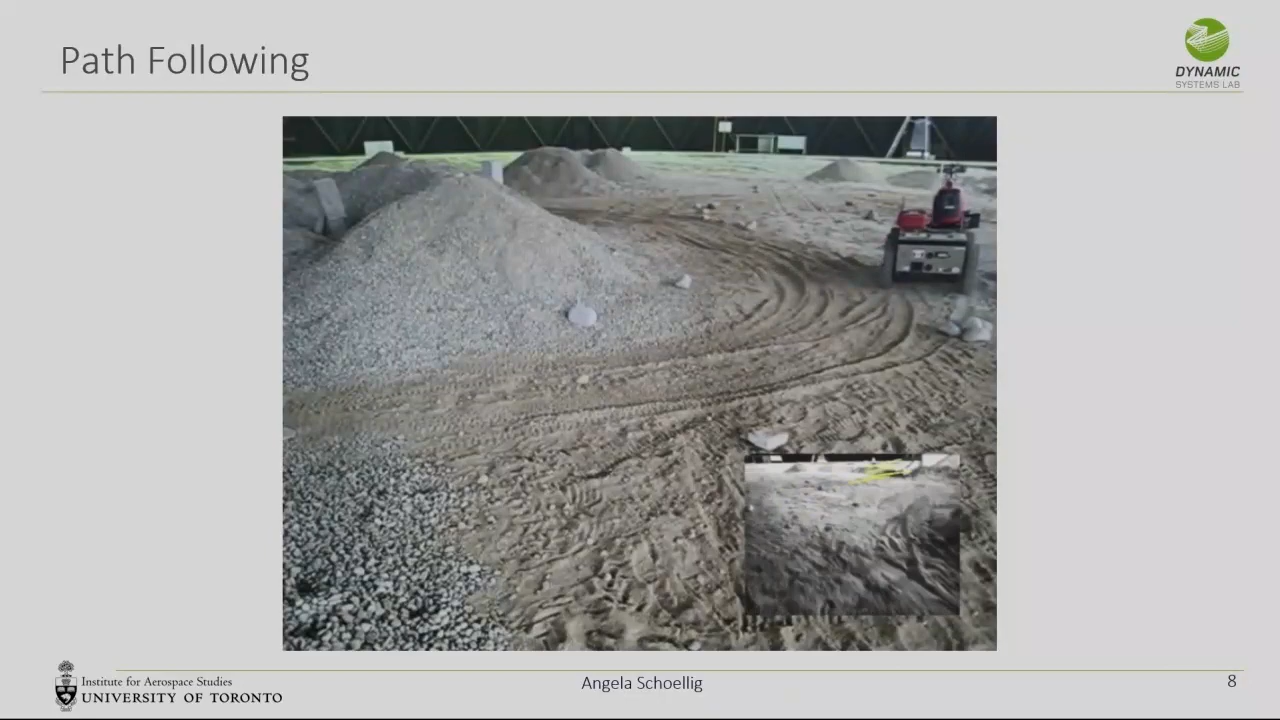 Path Following
DYNAMIC
SYSTEMS LAB
Institute for Aerospace Studies
UNIVERSITY OF TORONTO
Angela Schoellig
8